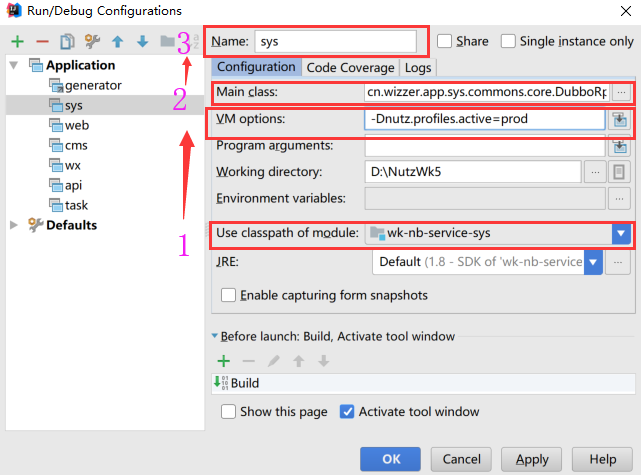 Run/Debug Configurations
3
Name: sys
Share
Single instance only
Application
generator
sys
web
cms
wx
api
task
Defaults
2
1
Configuration Code Coverage Logs
Main class: cn.wizzer.app.sys.commons.core.DubboRp ...
VM options: -Dnutz.profiles.active=prod
Program arguments:
Working directory: D:\NutzWk5 ...
Environment variables: ...
Use classpath of module: wk-nb-service-sys
JRE: Default (1.8 - SDK of 'wk-nb-service ...
Enable capturing form snapshots
Before launch: Build, Activate tool window
Build
Show this page
Activate tool window
OK Cancel Apply Help